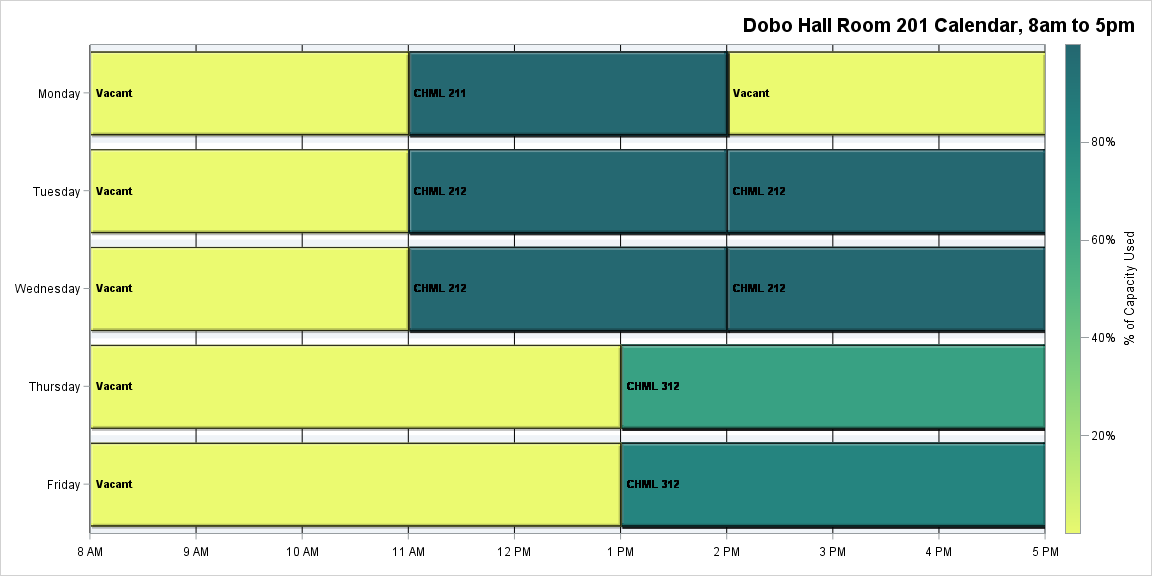 Dobo Hall Room 201 Calendar, 8am to 5pm
Monday Vacant CHML 211 Vacant
80%
Tuesday Vacant CHML 212 CHML 212
60%
Wednesday Vacant CHML 212 CHML 212
% of Capacity Used
40%
Thursday Vacant CHML 312
20%
Friday Vacant CHML 312
8 AM 9 AM 10 AM 11 AM 12 PM 1 PM 2 PM 3 PM 4 PM 5 PM